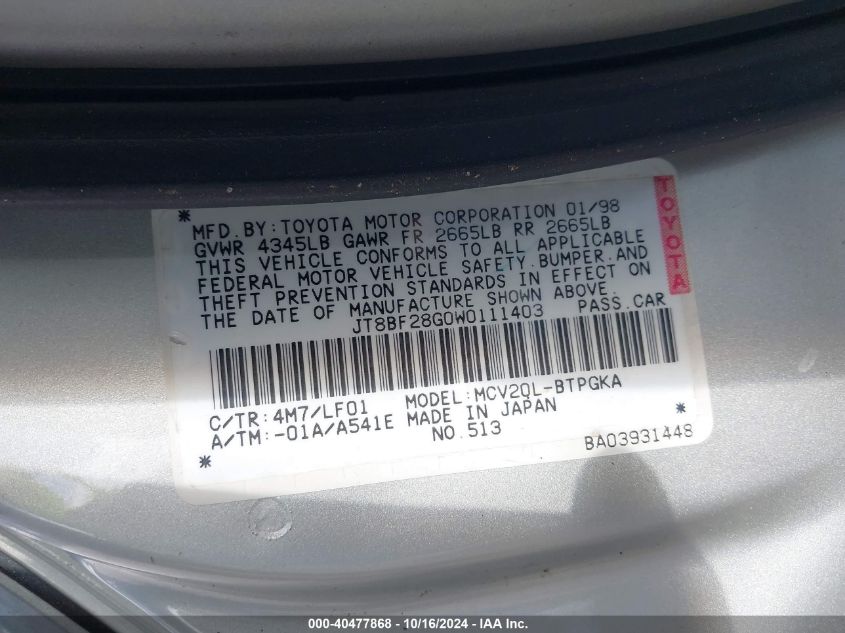 * MFD. BY: TOYOTA MOTOR CORPORATION 01/98
GVWR 4345LB GAWR FR 2665LB RR 2665LB
THIS VEHICLE CONFORMS TO ALL APPLICABLE
FEDERAL MOTOR VEHICLE SAFETY. BUMPER. AND
THEFT PREVENTION STANDARDS IN EFFECT ON
THE DATE OF MANUFACTURE SHOWN ABOVE.
JT8BF28G0W0111403 PASS. CAR
TOYOTA
MODEL: MCV20L-BTPGKA
C/TR: 4M7/LF01 MADE IN JAPAN
A/TM: -01A/A541E NO. 513 *
* BA03931448
000-40477868 | 10/16/2024 - IAA Inc.